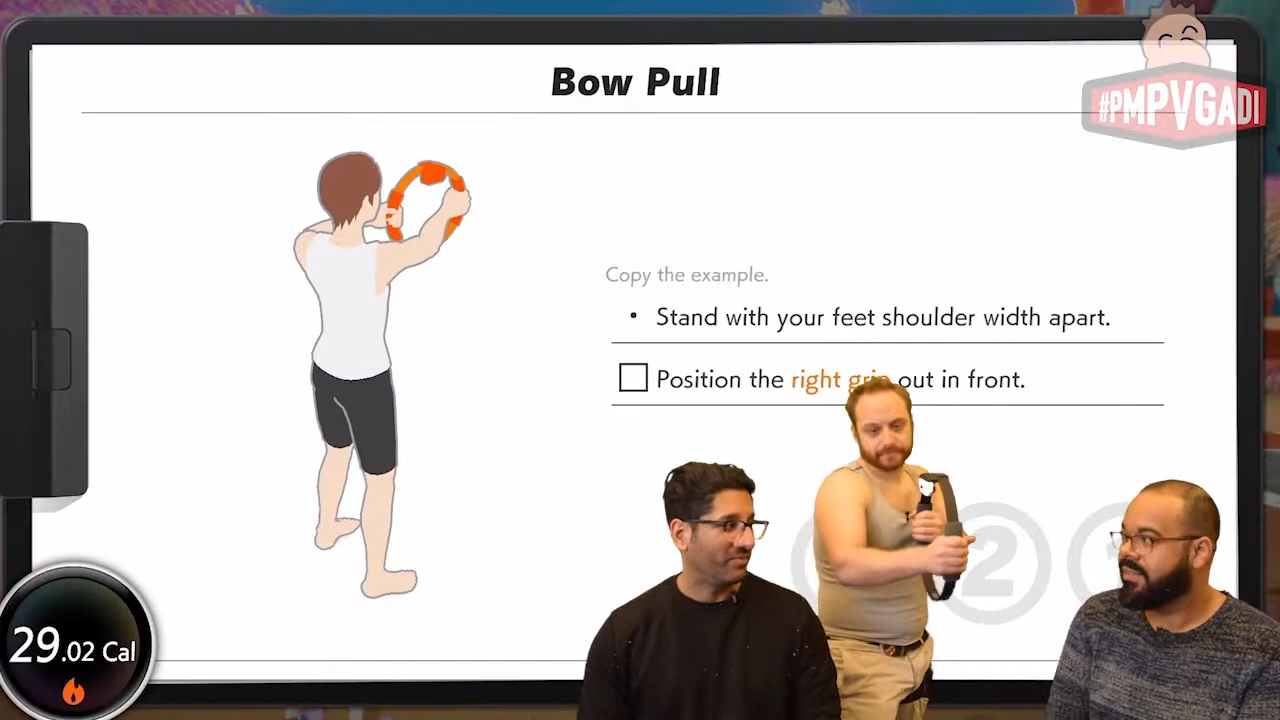 Bow Pull
#PMPVGADI
Copy the example.
• Stand with your feet shoulder width apart.
Position the right grip out in front.
2
29.02 Cal